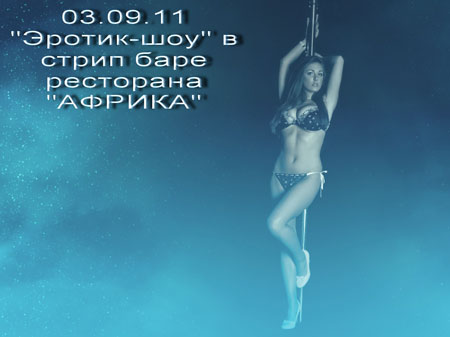 03.09.11
"Эротик-шоу" в
стрип баре
ресторана
"АФРИКА"